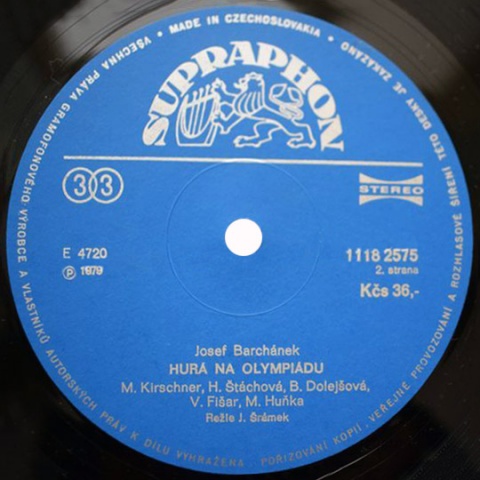 VŠECHNA PRÁVA GRAMOFONOVÉHO VÝROBCE A VLASTNÍKŮ AUTORSKÝCH PRÁV K DÍLU VYHRAŽENA. POŘIZOVÁNÍ KOPIÍ, VEŘEJNÉ PROVOZOVÁNÍ A ROZHLASOVÉ ŠÍŘENÍ TÉTO DESKY JE ZAKÁZÁNO • MADE IN CZECHOSLOVAKIA •
SUPRAPHON
33
STEREO
E 4720
1118 2575
℗ 1979
2. strana
Kčs 36,-
Josef Barchánek
HURÁ NA OLYMPIÁDU
M. Kirschner, H. Štáchová, B. Dolejšová,
V. Fišar, M. Huňka
Režie J. Šrámek